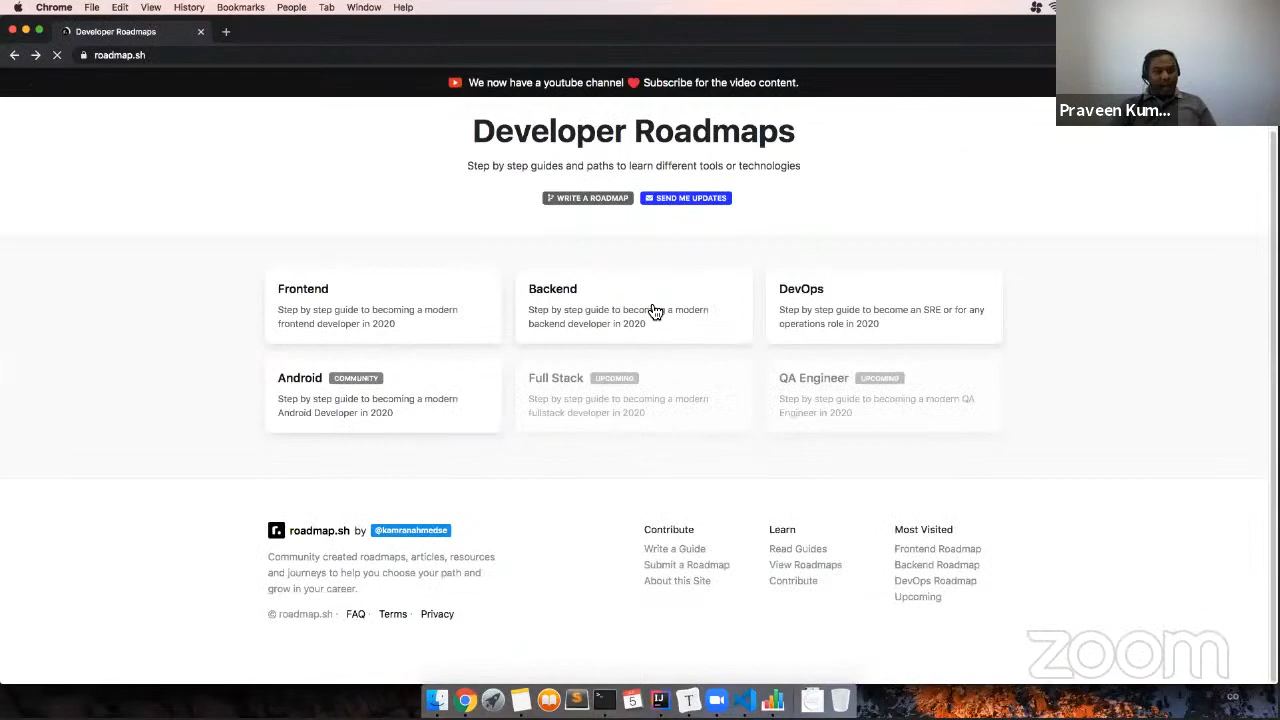 Chrome File Edit View History Bookmarks People Tab Window Help
Developer Roadmaps
roadmap.sh
We now have a youtube channel Subscribe for the video content.
Praveen Kum...
Developer Roadmaps
Step by step guides and paths to learn different tools or technologies
WRITE A ROADMAP SEND ME UPDATES
Frontend
Step by step guide to becoming a modern
frontend developer in 2020
Backend
Step by step guide to becoming a modern
backend developer in 2020
DevOps
Step by step guide to become an SRE or for any
operations role in 2020
Android COMMUNITY
Step by step guide to becoming a modern
Android Developer in 2020
Full Stack UPCOMING
Step by step guide to becoming a modern
fullstack developer in 2020
QA Engineer UPCOMING
Step by step guide to becoming a modern QA
Engineer in 2020
roadmap.sh by @kamranahmedse
Community created roadmaps, articles, resources
and journeys to help you choose your path and
grow in your career.
© roadmap.sh · FAQ · Terms · Privacy
Contribute
Write a Guide
Submit a Roadmap
About this Site
Learn
Read Guides
View Roadmaps
Contribute
Most Visited
Frontend Roadmap
Backend Roadmap
DevOps Roadmap
Upcoming
zoom
5